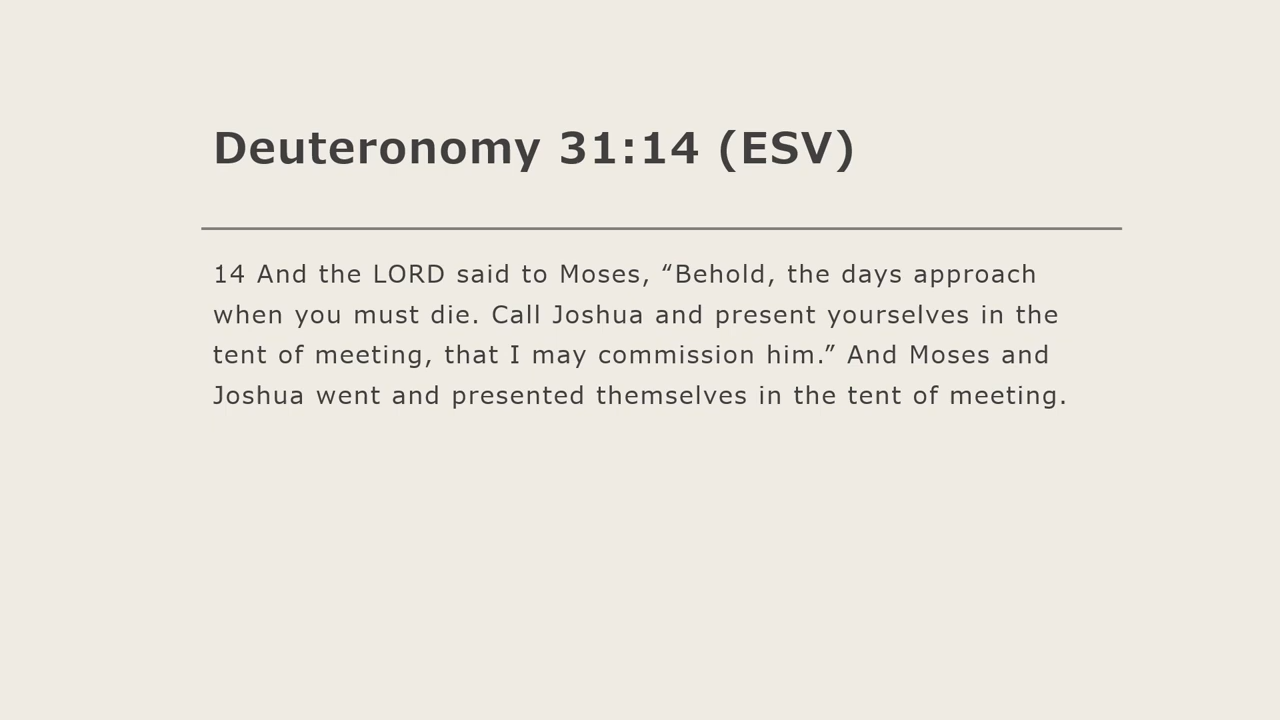 Deuteronomy 31:14 (ESV)
14 And the LORD said to Moses, “Behold, the days approach
when you must die. Call Joshua and present yourselves in the
tent of meeting, that I may commission him.” And Moses and
Joshua went and presented themselves in the tent of meeting.